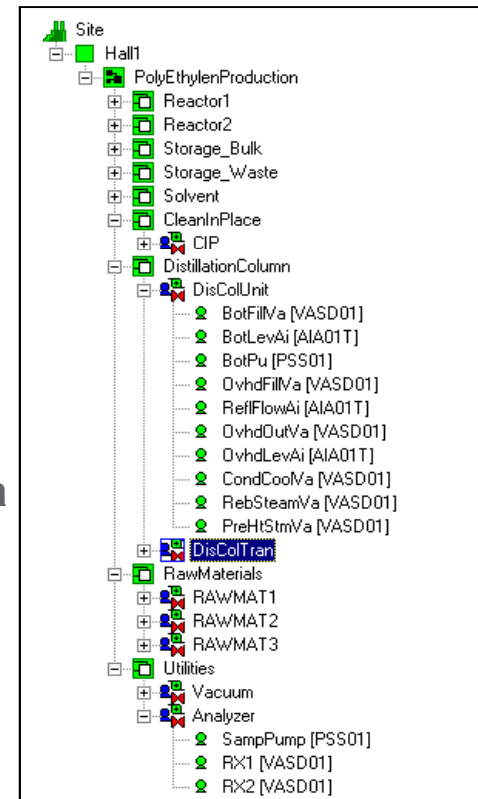 Site
Hall1
PolyEthylenProduction
Reactor1
Reactor2
Storage_Bulk
Storage_Waste
Solvent
CleanInPlace
CIP
DistillationColumn
DisColUnit
BotFillVa [VASD01]
BotLevAi [AIA01T]
BotPu [PSS01]
OvhdFillVa [VASD01]
ReflFlowAi [AIA01T]
OvhdOutVa [VASD01]
OvhdLevAi [AIA01T]
CondCoolVa [VASD01]
RebSteamVa [VASD01]
PreHtStmVa [VASD01]
DisColTran
RawMaterials
RAWMAT1
RAWMAT2
RAWMAT3
Utilities
Vacuum
Analyzer
SampPump [PSS01]
RX1 [VASD01]
RX2 [VASD01]